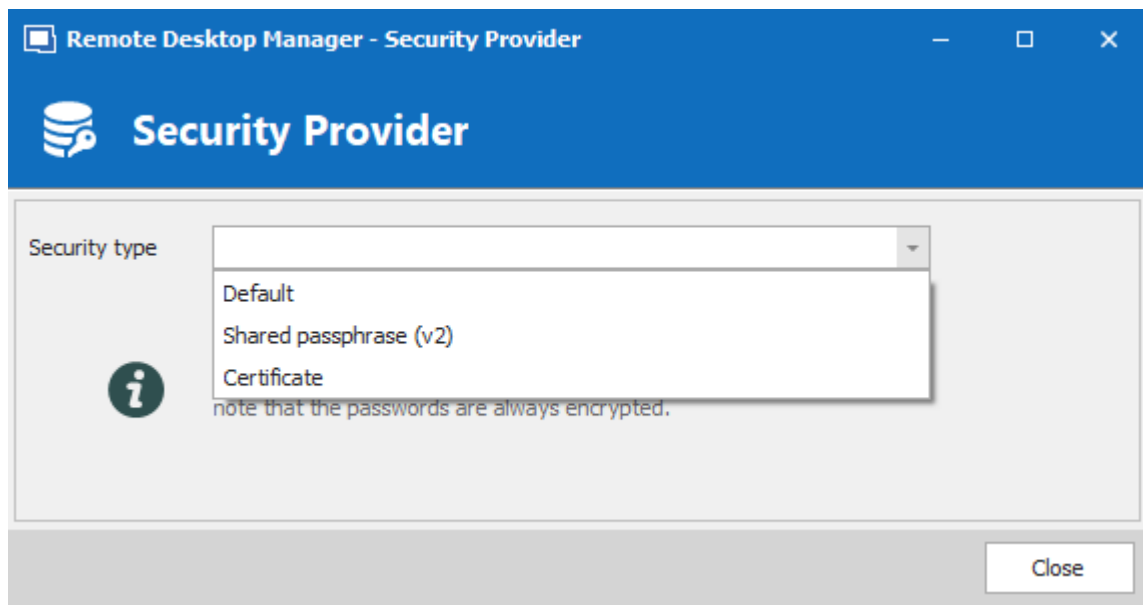 Remote Desktop Manager - Security Provider
Security Provider
Security type
Default
Shared passphrase (v2)
Certificate
note that the passwords are always encrypted.
Close